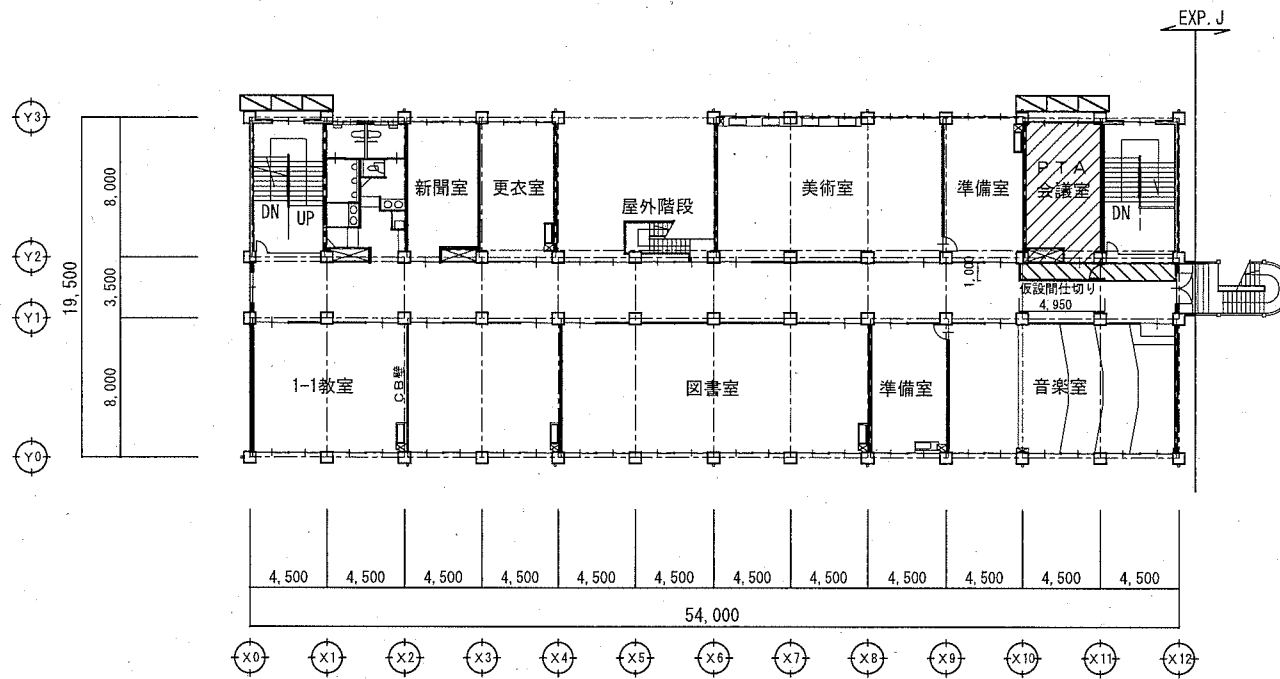 EXP.J
Y3
8,000
新聞室
更衣室
屋外階段
美術室
準備室
PTA
会議室
DN
UP
DN
Y2
19,500
3,500
1,000
仮設間仕切り
4,950
Y1
8,000
1-1教室
CB壁
図書室
準備室
音楽室
Y0
4,500 4,500 4,500 4,500 4,500 4,500 4,500 4,500 4,500 4,500 4,500 4,500
54,000
X0 X1 X2 X3 X4 X5 X6 X7 X8 X9 X10 X11 X12